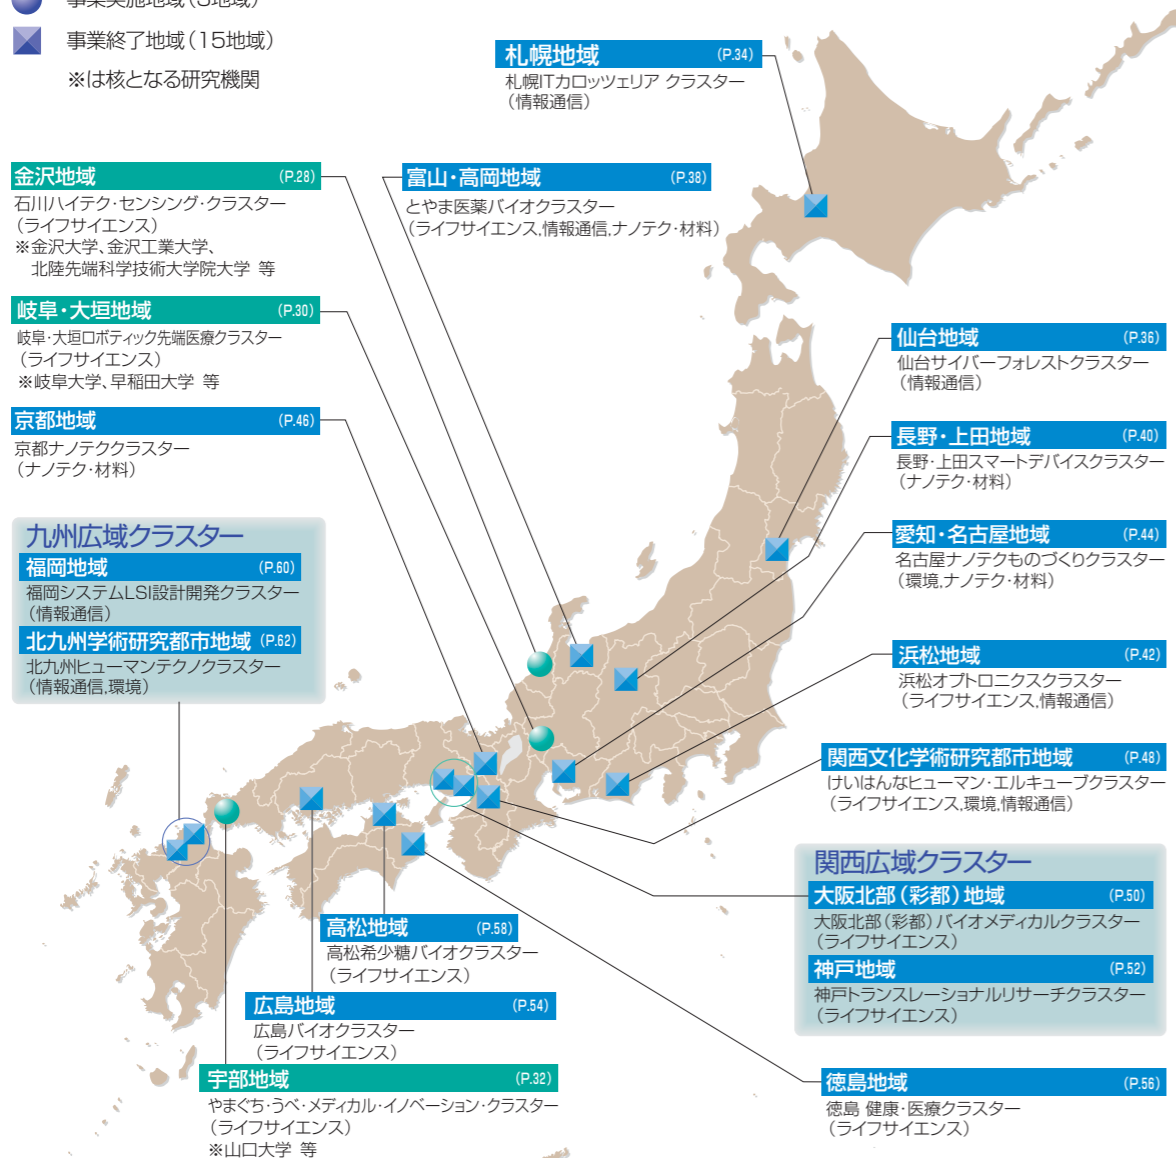 事業実施地域(3地域)
事業終了地域(15地域)
※は核となる研究機関
札幌地域 (P.34)
札幌ITカロッツェリア クラスター
(情報通信)
金沢地域 (P.28)
石川ハイテク・センシング・クラスター
(ライフサイエンス)
※金沢大学、金沢工業大学、
北陸先端科学技術大学院大学 等
富山・高岡地域 (P.38)
とやま医薬バイオクラスター
(ライフサイエンス,情報通信,ナノテク・材料)
岐阜・大垣地域 (P.30)
岐阜・大垣ロボティック先端医療クラスター
(ライフサイエンス)
※岐阜大学、早稲田大学 等
京都地域 (P.46)
京都ナノテククラスター
(ナノテク・材料)
仙台地域 (P.36)
仙台サイバーフォレストクラスター
(情報通信)
長野・上田地域 (P.40)
長野・上田スマートデバイスクラスター
(ナノテク・材料)
愛知・名古屋地域 (P.44)
名古屋ナノテクものづくりクラスター
(環境,ナノテク・材料)
浜松地域 (P.42)
浜松オプトロニクスクラスター
(ライフサイエンス,情報通信)
関西文化学術研究都市地域 (P.48)
けいはんなヒューマン・エルキューブクラスター
(ライフサイエンス,環境,情報通信)
九州広域クラスター
福岡地域 (P.60)
福岡システムLSI設計開発クラスター
(情報通信)
北九州学術研究都市地域 (P.62)
北九州ヒューマンテクノクラスター
(情報通信,環境)
関西広域クラスター
大阪北部(彩都)地域 (P.50)
大阪北部(彩都)バイオメディカルクラスター
(ライフサイエンス)
神戸地域 (P.52)
神戸トランスレーショナルリサーチクラスター
(ライフサイエンス)
高松地域 (P.58)
高松希少糖バイオクラスター
(ライフサイエンス)
広島地域 (P.54)
広島バイオクラスター
(ライフサイエンス)
宇部地域 (P.32)
やまぐち・うべ・メディカル・イノベーション・クラスター
(ライフサイエンス)
※山口大学 等
徳島地域 (P.56)
徳島 健康・医療クラスター
(ライフサイエンス)